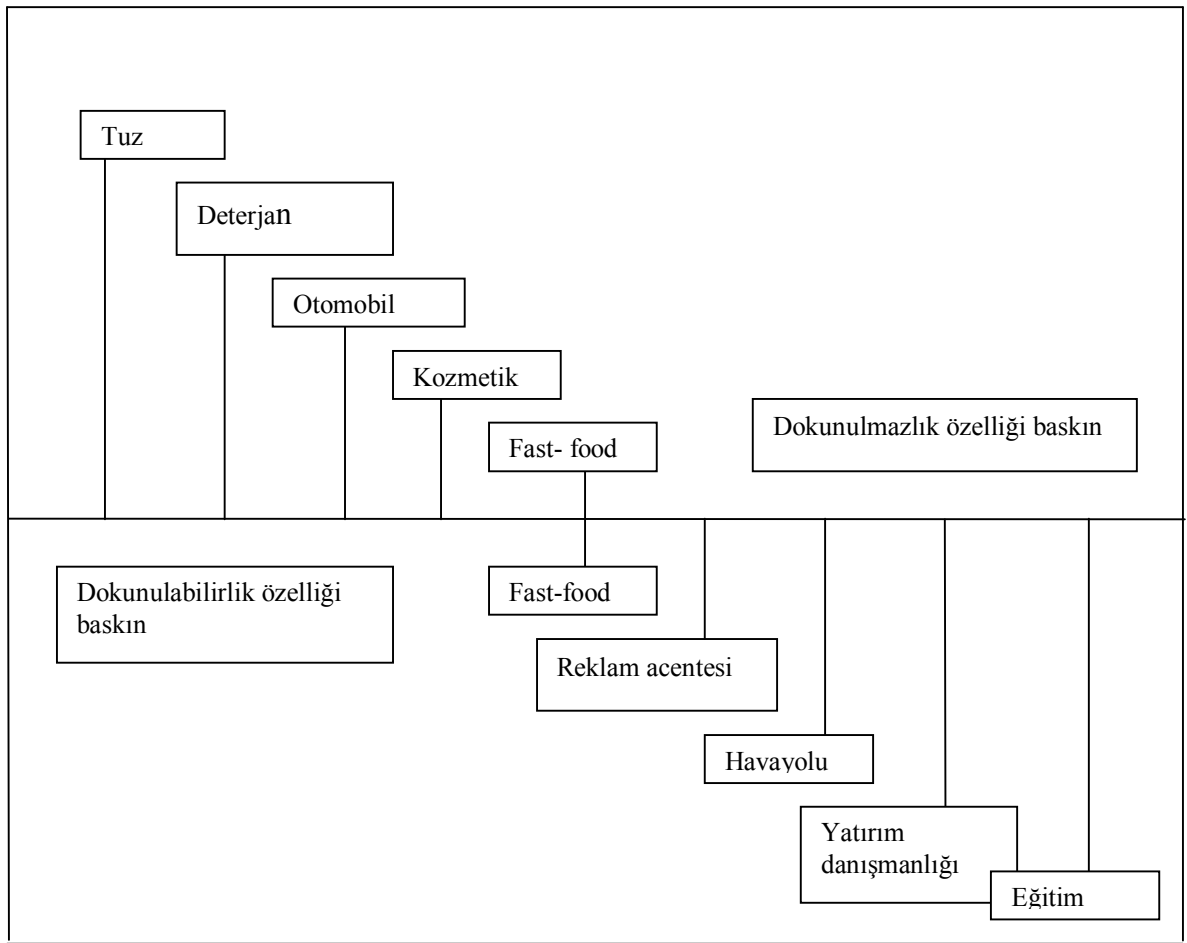 Tuz
Deterjan
Otomobil
Kozmetik
Fast- food
Dokunulmazlık özelliği baskın
Dokunulabilirlik özelliği
baskın
Fast-food
Reklam acentesi
Havayolu
Yatırım
danışmanlığı
Eğitim